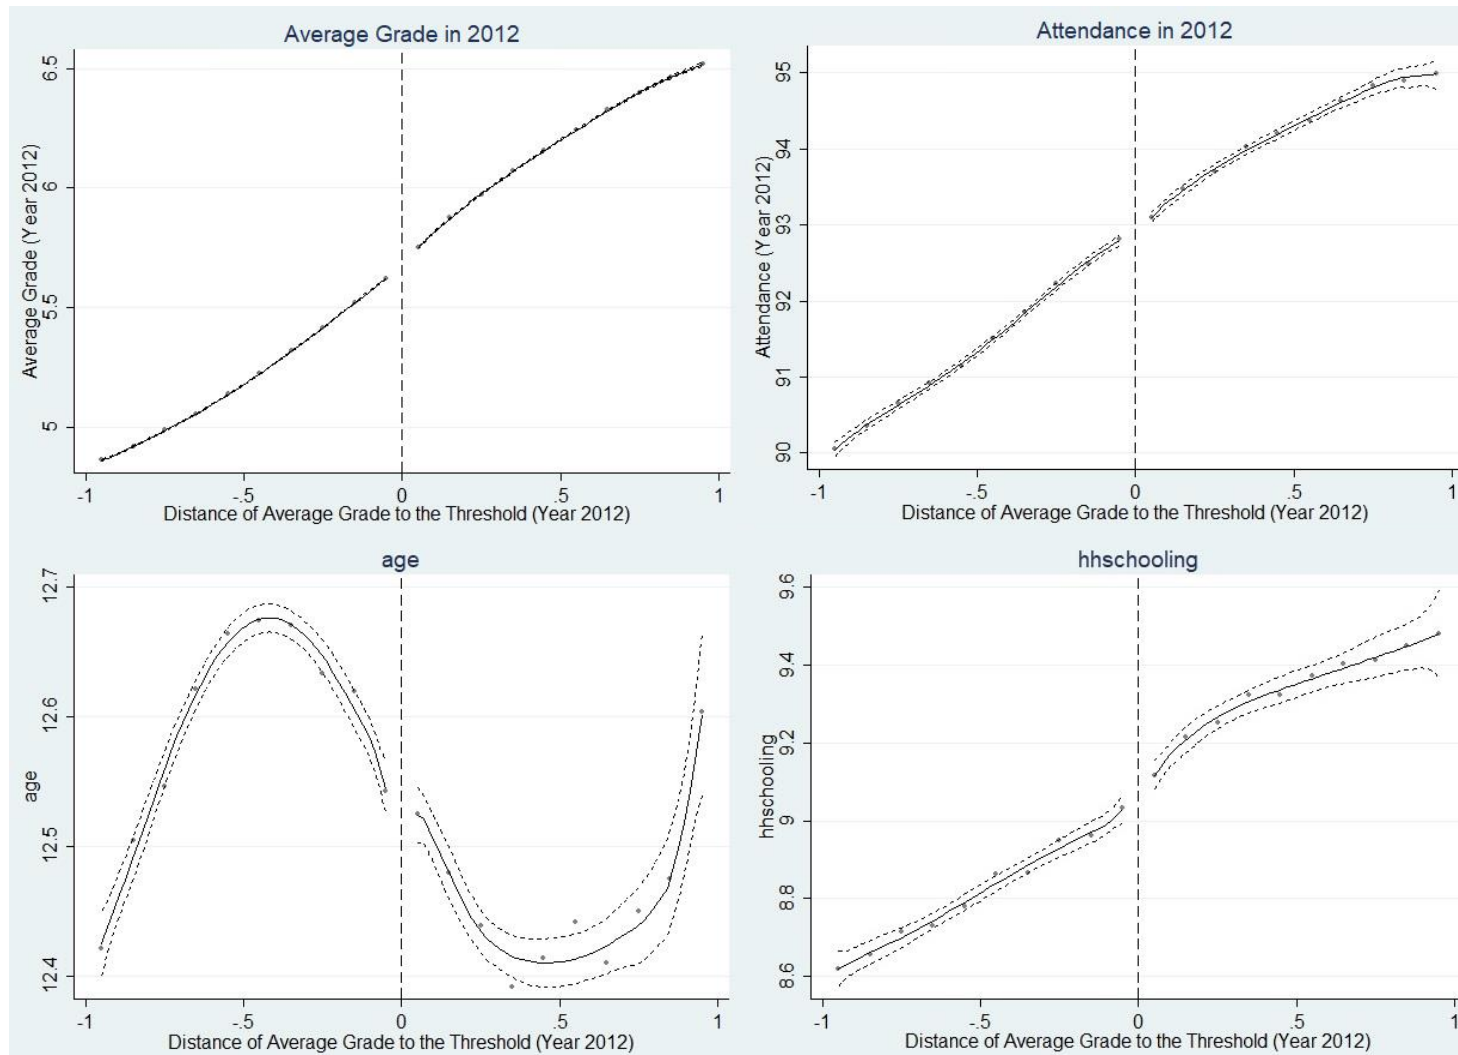 Average Grade in 2012
Average Grade (Year 2012)
6.5
6
5.5
5
-1 -.5 0 .5 1
Distance of Average Grade to the Threshold (Year 2012)
Attendance in 2012
Attendance (Year 2012)
95
94
93
92
91
90
-1 -.5 0 .5 1
Distance of Average Grade to the Threshold (Year 2012)
age
age
12.7
12.6
12.5
12.4
-1 -.5 0 .5 1
Distance of Average Grade to the Threshold (Year 2012)
hhschooling
hhschooling
9.6
9.4
9.2
9
8.8
8.6
-1 -.5 0 .5 1
Distance of Average Grade to the Threshold (Year 2012)